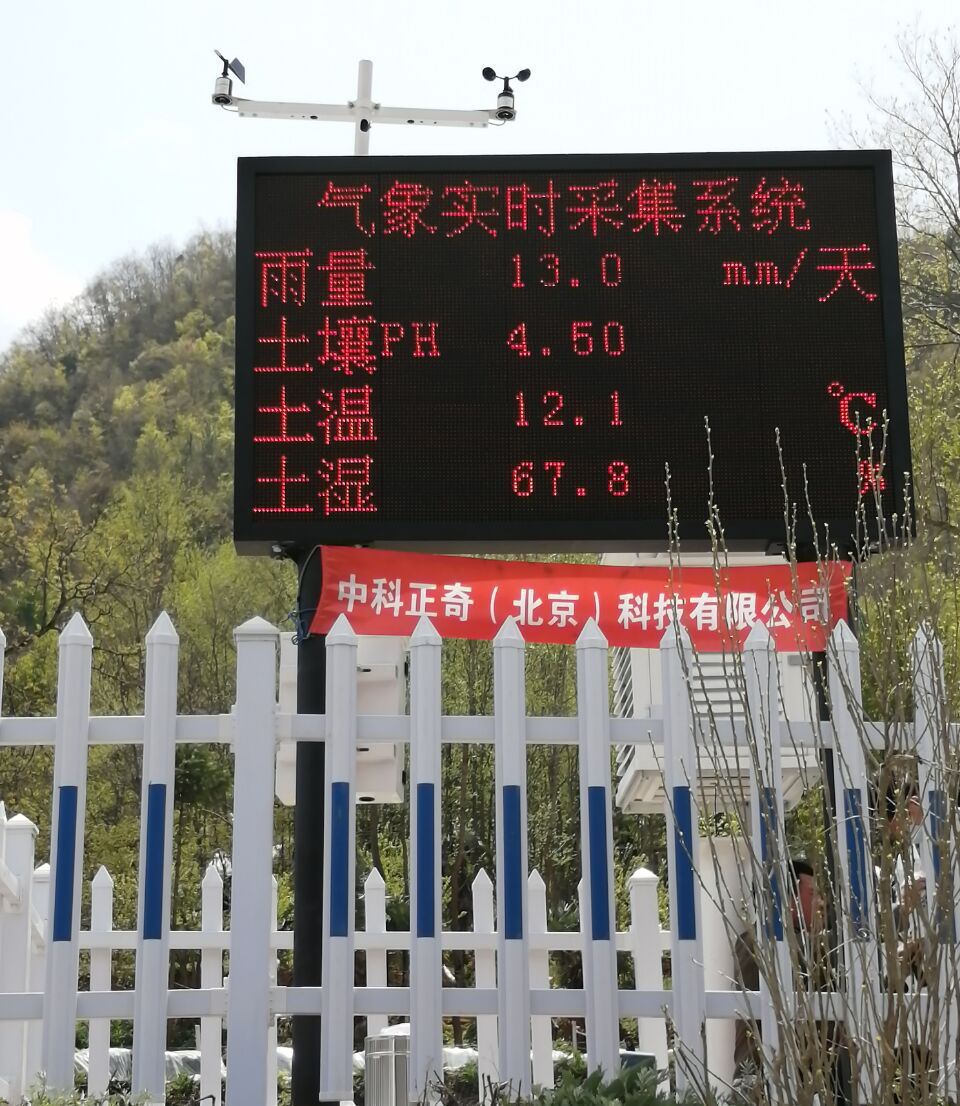 气象实时采集系统
雨量 13.0 mm/天
土壤PH 4.50
土温 12.1 ℃
土湿 67.8 %
中科正奇（北京）科技有限公司